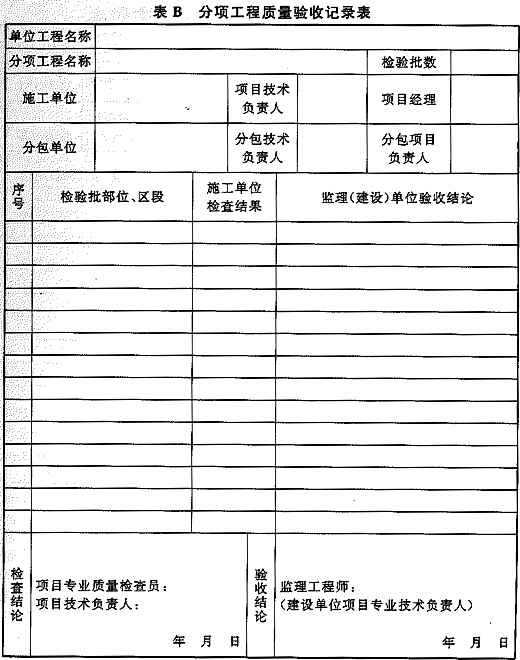 表 B 分项工程质量验收记录表
单位工程名称
分项工程名称 检验批数
施工单位 项目技术负责人 项目经理
分包单位 分包技术负责人 分包项目负责人
序号 检验批部位、区段 施工单位检查结果 监理(建设)单位验收结论
检查结论
项目专业质量检查员:
项目技术负责人:
年 月 日
验收结论
监理工程师:
(建设单位项目专业技术负责人)
年 月 日